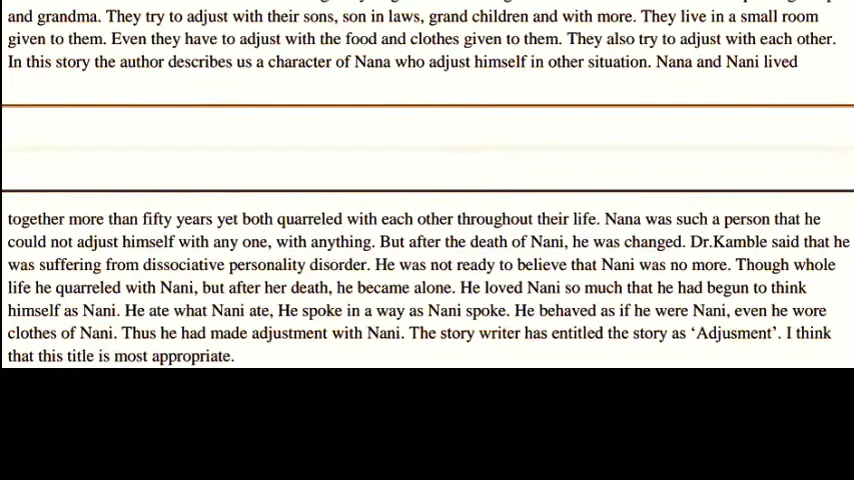 and grandma. They try to adjust with their sons, son in laws, grand children and with more. They live in a small room
given to them. Even they have to adjust with the food and clothes given to them. They also try to adjust with each other.
In this story the author describes us a character of Nana who adjust himself in other situation. Nana and Nani lived
together more than fifty years yet both quarreled with each other throughout their life. Nana was such a person that he
could not adjust himself with any one, with anything. But after the death of Nani, he was changed. Dr.Kamble said that he
was suffering from dissociative personality disorder. He was not ready to believe that Nani was no more. Though whole
life he quarreled with Nani, but after her death, he became alone. He loved Nani so much that he had begun to think
himself as Nani. He ate what Nani ate, He spoke in a way as Nani spoke. He behaved as if he were Nani, even he wore
clothes of Nani. Thus he had made adjustment with Nani. The story writer has entitled the story as ‘Adjusment’. I think
that this title is most appropriate.